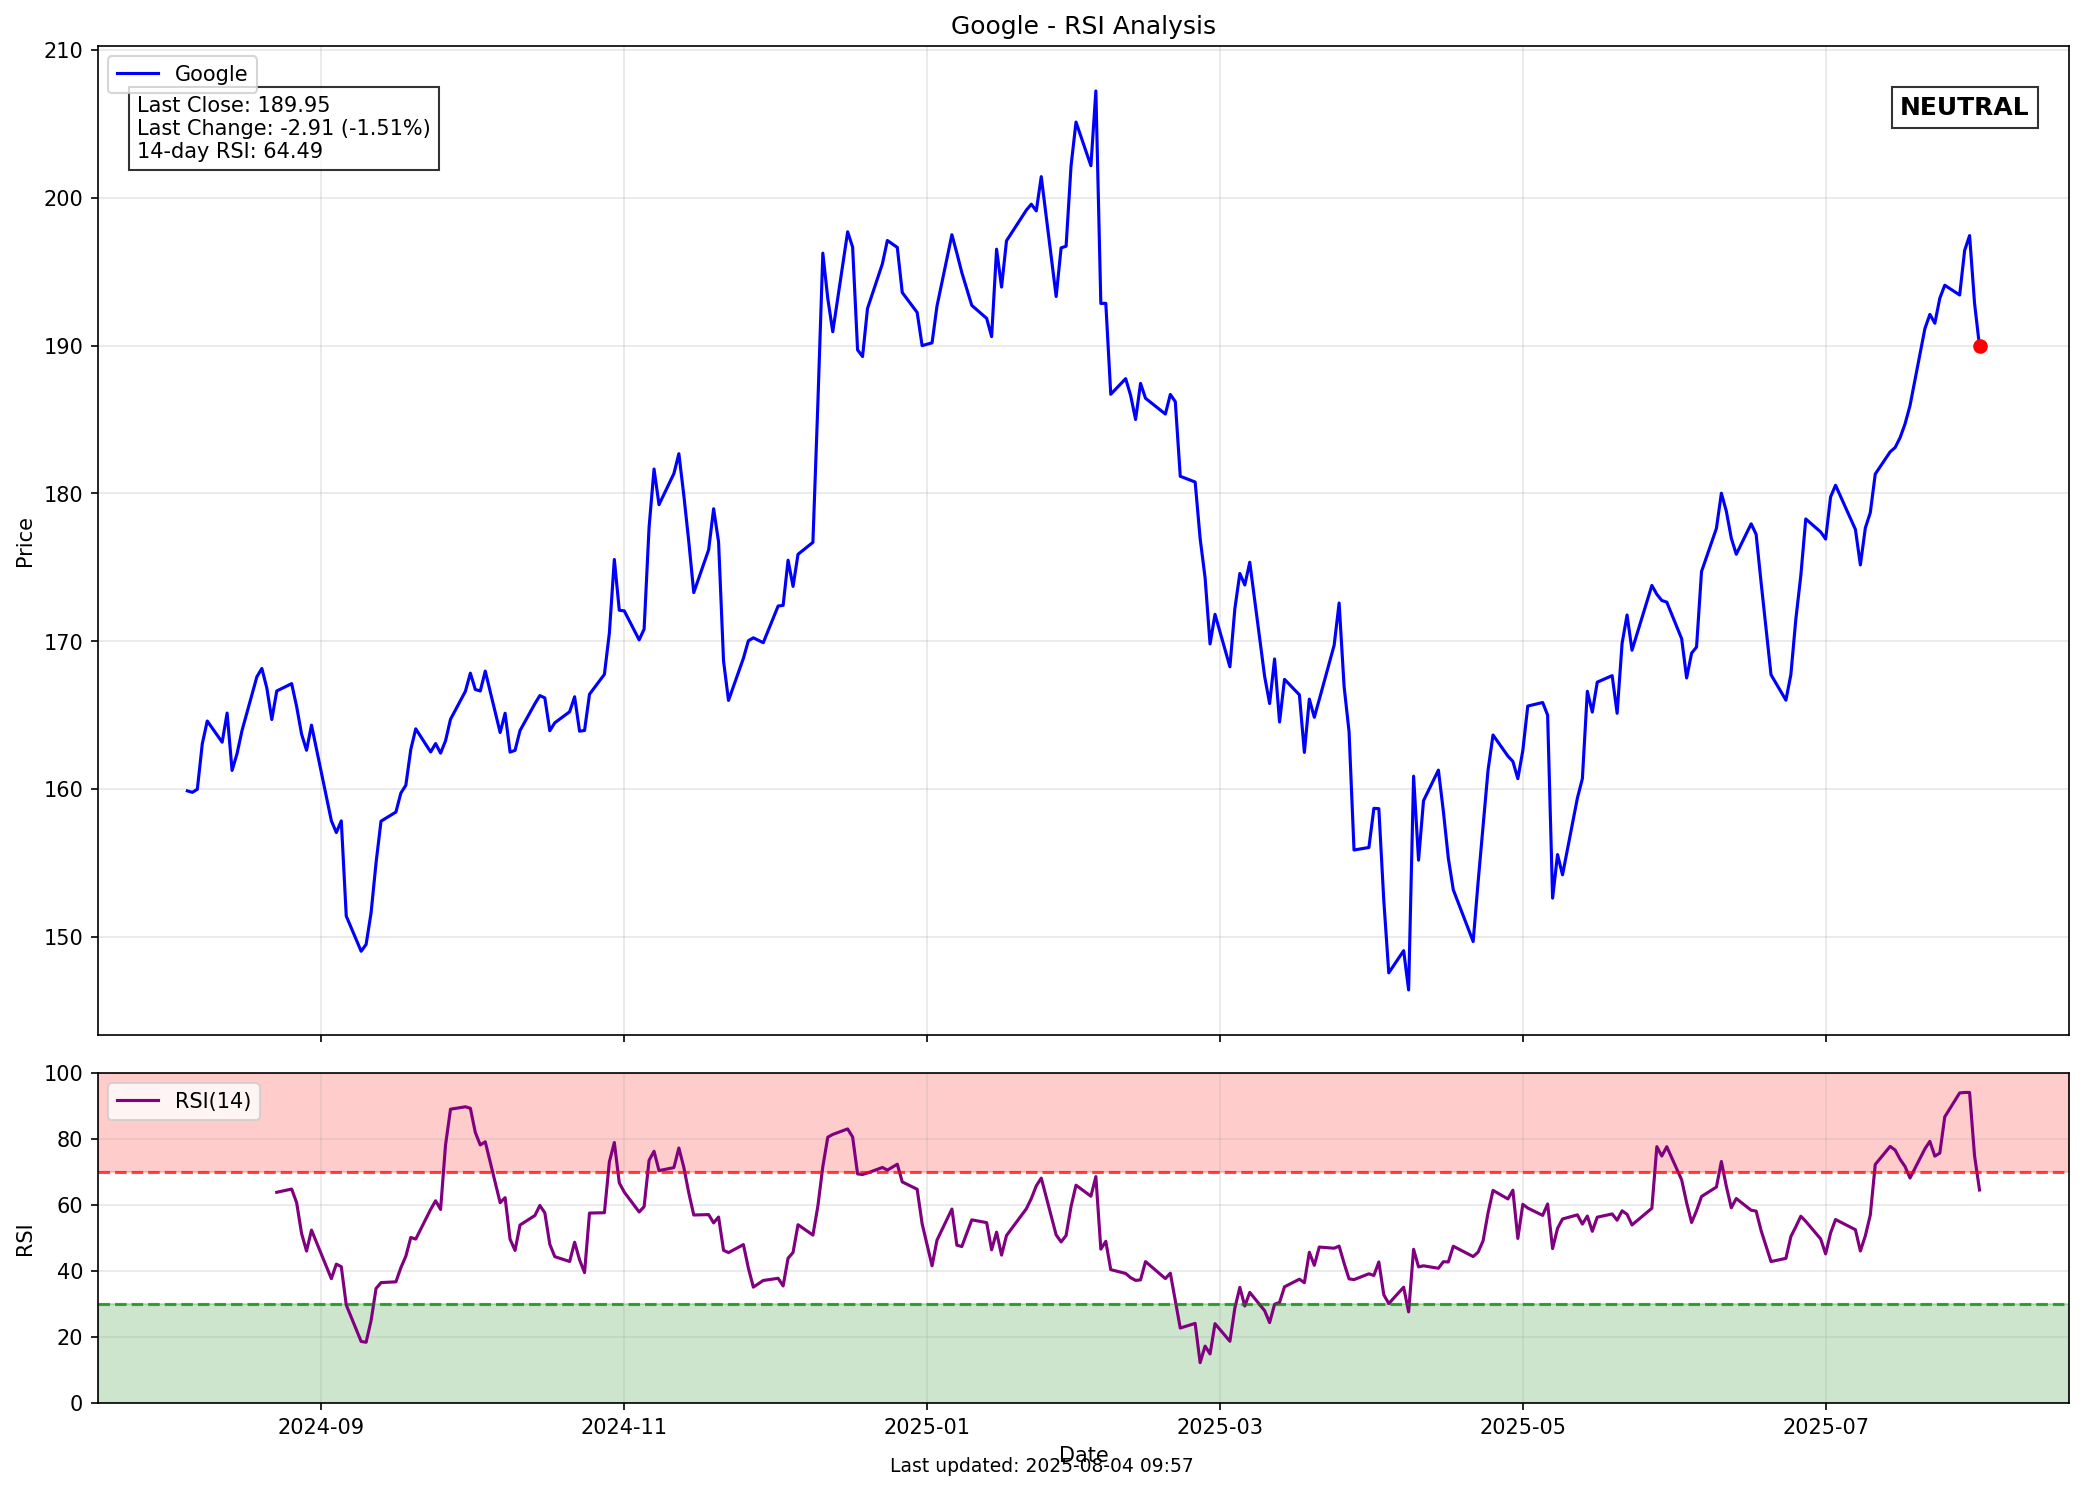 Google - RSI Analysis
Google
Last Close: 189.95
Last Change: -2.91 (-1.51%)
14-day RSI: 64.49
NEUTRAL
Price
210
200
190
180
170
160
150
RSI(14)
RSI
100
80
60
40
20
0
2024-09
2024-11
2025-01
2025-03
2025-05
2025-07
Date
Last updated: 2025-08-04 09:57